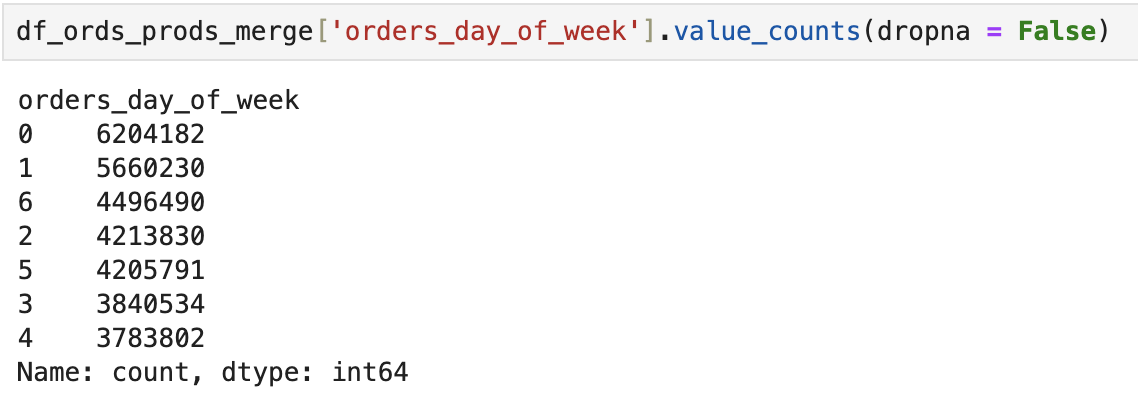 df_ords_prods_merge['orders_day_of_week'].value_counts(dropna = False)
orders_day_of_week
0    6204182
1    5660230
6    4496490
2    4213830
5    4205791
3    3840534
4    3783802
Name: count, dtype: int64